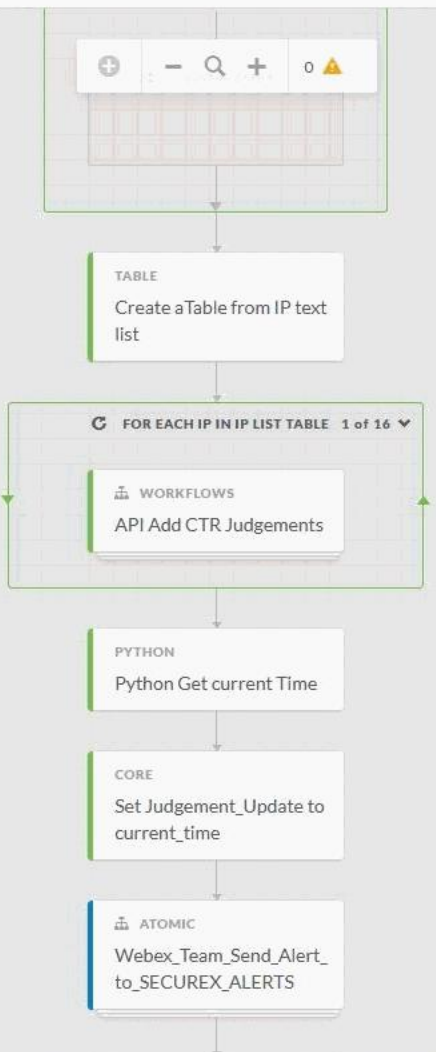 0
TABLE
Create aTable from IP text
list
FOR EACH IP IN IP LIST TABLE 1 of 16
WORKFLOWS
API Add CTR Judgements
PYTHON
Python Get current Time
CORE
Set Judgement_Update to
current_time
ATOMIC
Webex_Team_Send_Alert_
to_SECUREX_ALERTS